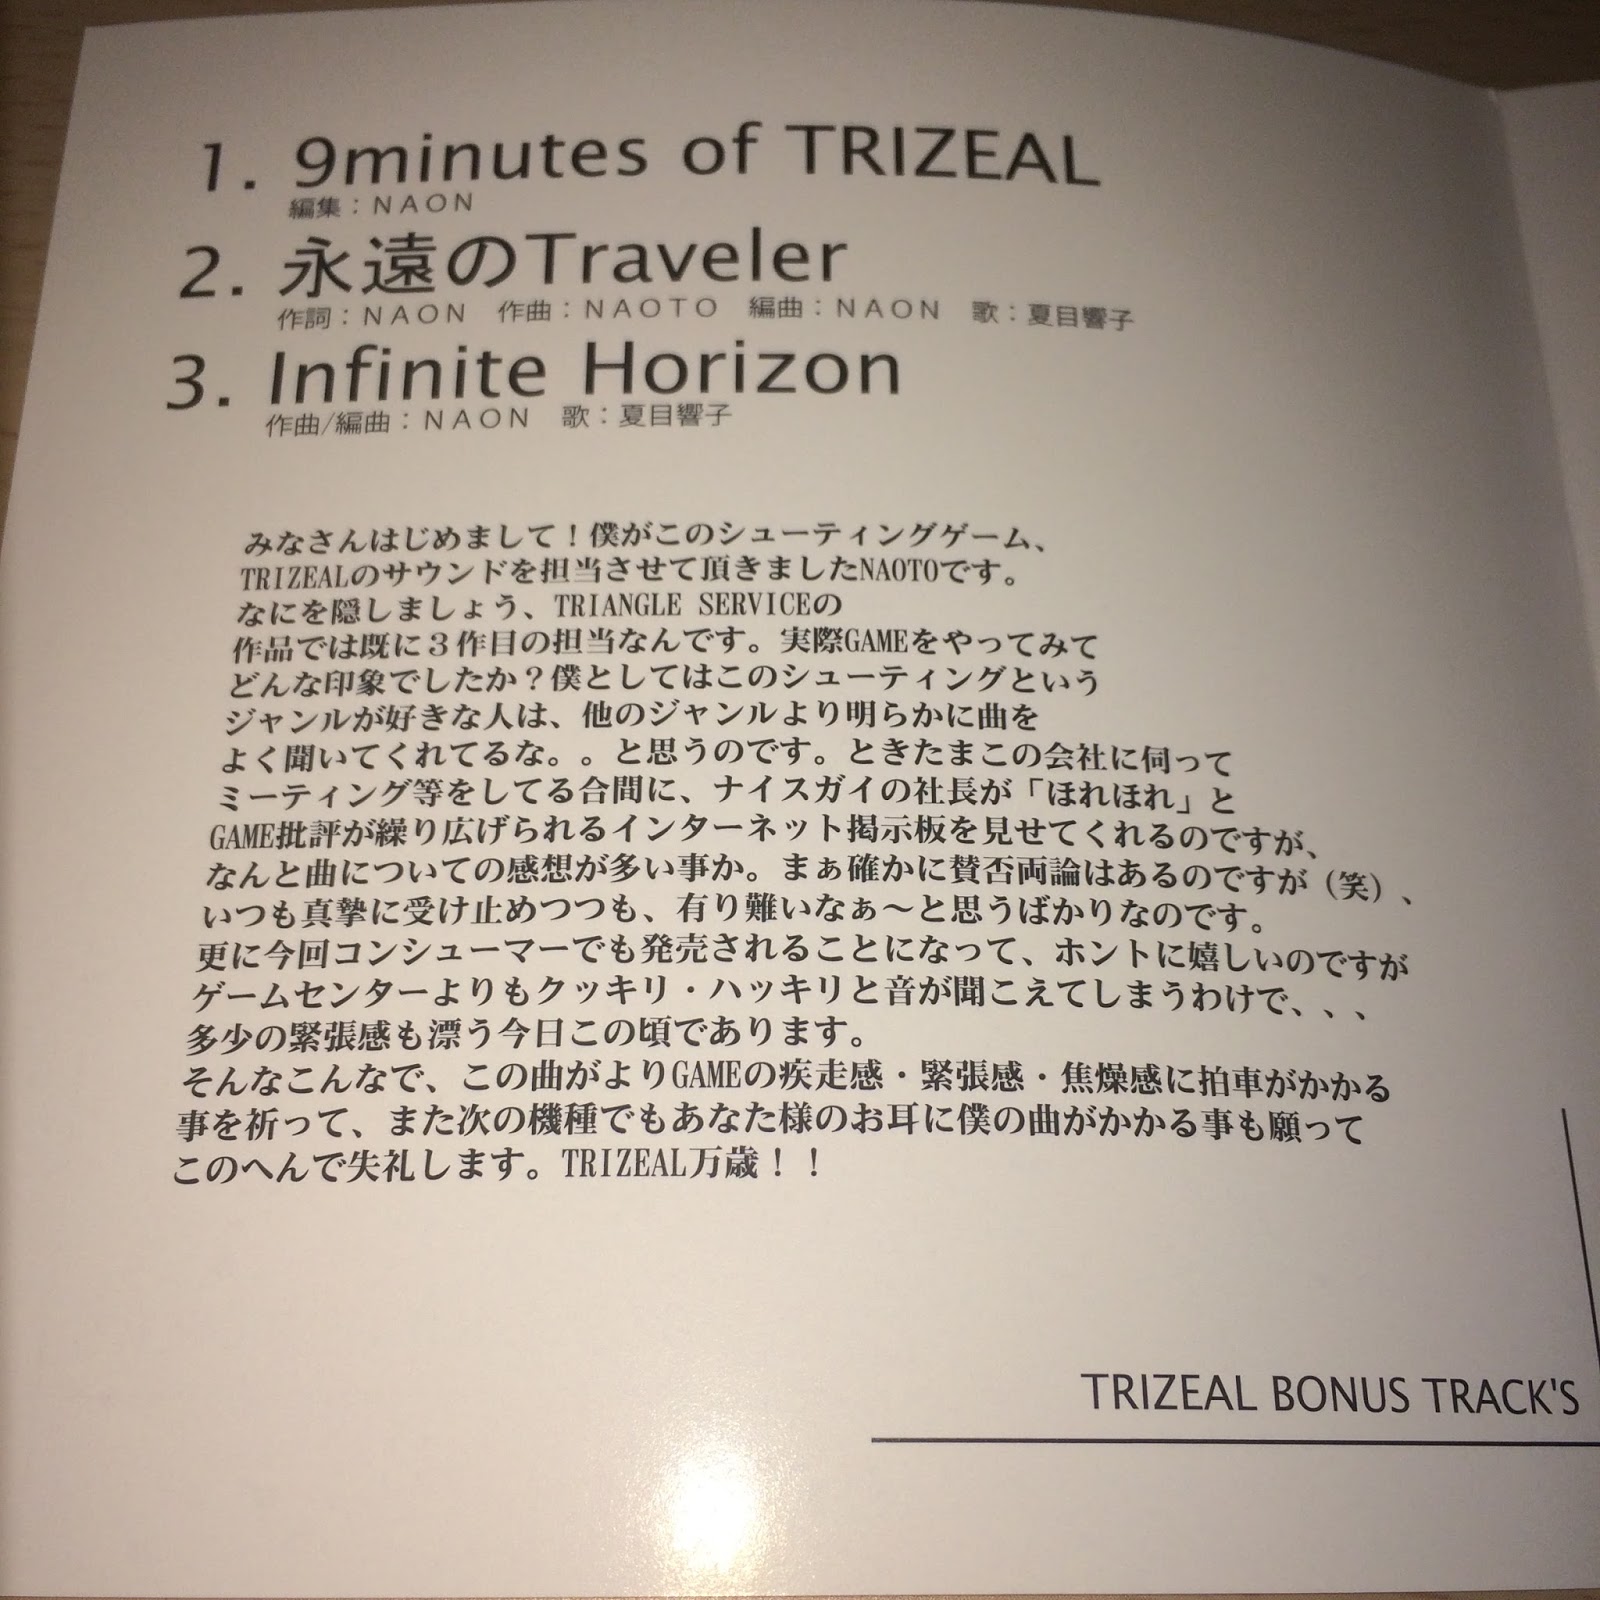 1. 9minutes of TRIZEAL
編集：NAON
2. 永遠のTraveler
作詞：NAON　作曲：NAOTO　編曲：NAON　歌：夏目響子
3. Infinite Horizon
作曲/編曲：NAON　歌：夏目響子
みなさんはじめまして！僕がこのシューティングゲーム、
TRIZEALのサウンドを担当させて頂きましたNAOTOです。
なにを隠しましょう、TRIANGLE SERVICEの
作品では既に３作目の担当なんです。実際GAMEをやってみて
どんな印象でしたか？僕としてはこのシューティングという
ジャンルが好きな人は、他のジャンルより明らかに曲を
よく聞いてくれてるな。。と思うのです。ときたまこの会社に伺って
ミーティング等をしてる合間に、ナイスガイの社長が「ほれほれ」と
GAME批評が繰り広げられるインターネット掲示板を見せてくれるのですが、
なんと曲についての感想が多い事か。まぁ確かに賛否両論はあるのですが（笑）、
いつも真摯に受け止めつつも、有り難いなぁ～と思うばかりなのです。
更に今回コンシューマーでも発売されることになって、ホントに嬉しいのですが
ゲームセンターよりもクッキリ・ハッキリと音が聞こえてしまうわけで、、、
多少の緊張感も漂う今日この頃であります。
そんなこんなで、この曲がよりGAMEの疾走感・緊張感・焦燥感に拍車がかかる
事を祈って、また次の機種でもあなた様のお耳に僕の曲がかかる事も願って
このへんで失礼します。TRIZEAL万歳！！
TRIZEAL BONUS TRACK'S